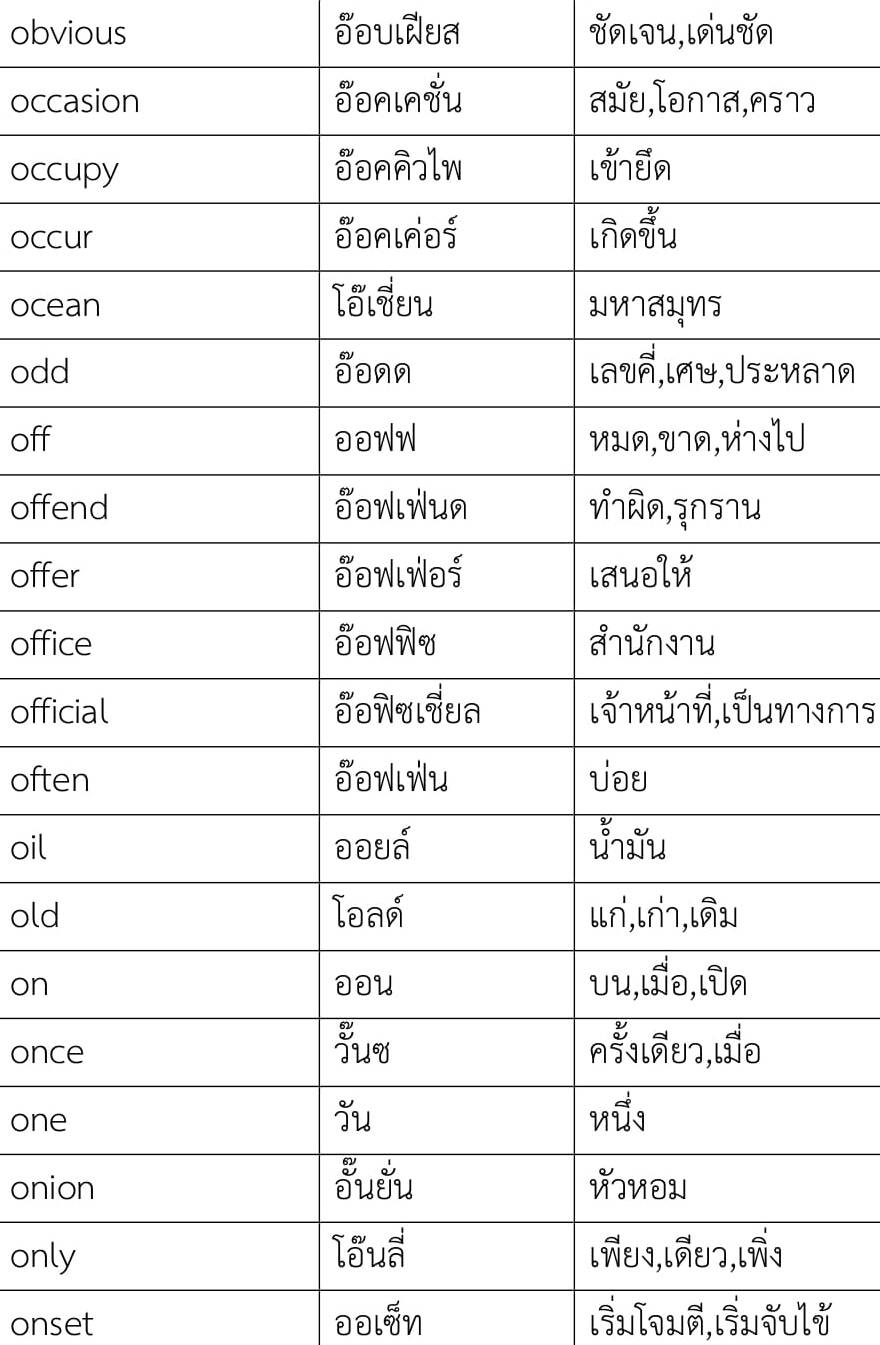 obvious อ๊อบเฝียส ชัดเจน,เด่นชัด
occasion อ๊อคเคชั่น สมัย,โอกาส,คราว
occupy อ๊อคคิวไพ เข้ายึด
occur อ๊อคเค่อร์ เกิดขึ้น
ocean โอ๊เชี่ยน มหาสมุทร
odd อ๊อดด เลขคี่,เศษ,ประหลาด
off ออฟฟ หมด,ขาด,ห่างไป
offend อ๊อฟเฟ่นด ทำผิด,รุกราน
offer อ๊อฟเฟ่อร์ เสนอให้
office อ๊อฟฟิซ สำนักงาน
official อ๊อฟิซเชี่ยล เจ้าหน้าที่,เป็นทางการ
often อ๊อฟเฟ่น บ่อย
oil ออยล์ น้ำมัน
old โอลด์ แก่,เก่า,เดิม
on ออน บน,เมื่อ,เปิด
once วั๊นซ ครั้งเดียว,เมื่อ
one วัน หนึ่ง
onion อั๊นยั่น หัวหอม
only โอ๊นลี่ เพียง,เดียว,เพิ่ง
onset ออเซ็ท เริ่มโจมตี,เริ่มจับไข้